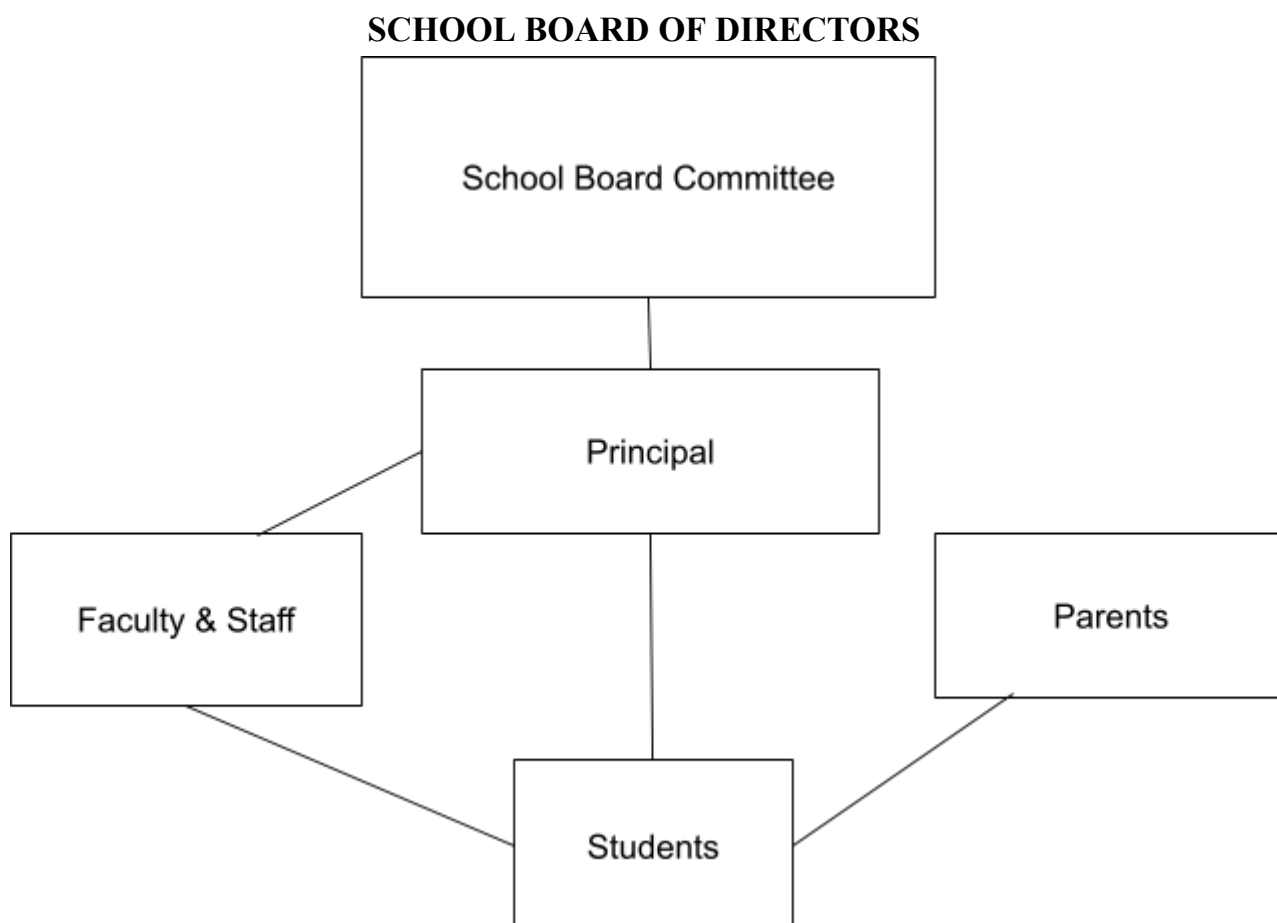 SCHOOL BOARD OF DIRECTORS
School Board Committee
Principal
Faculty & Staff
Parents
Students